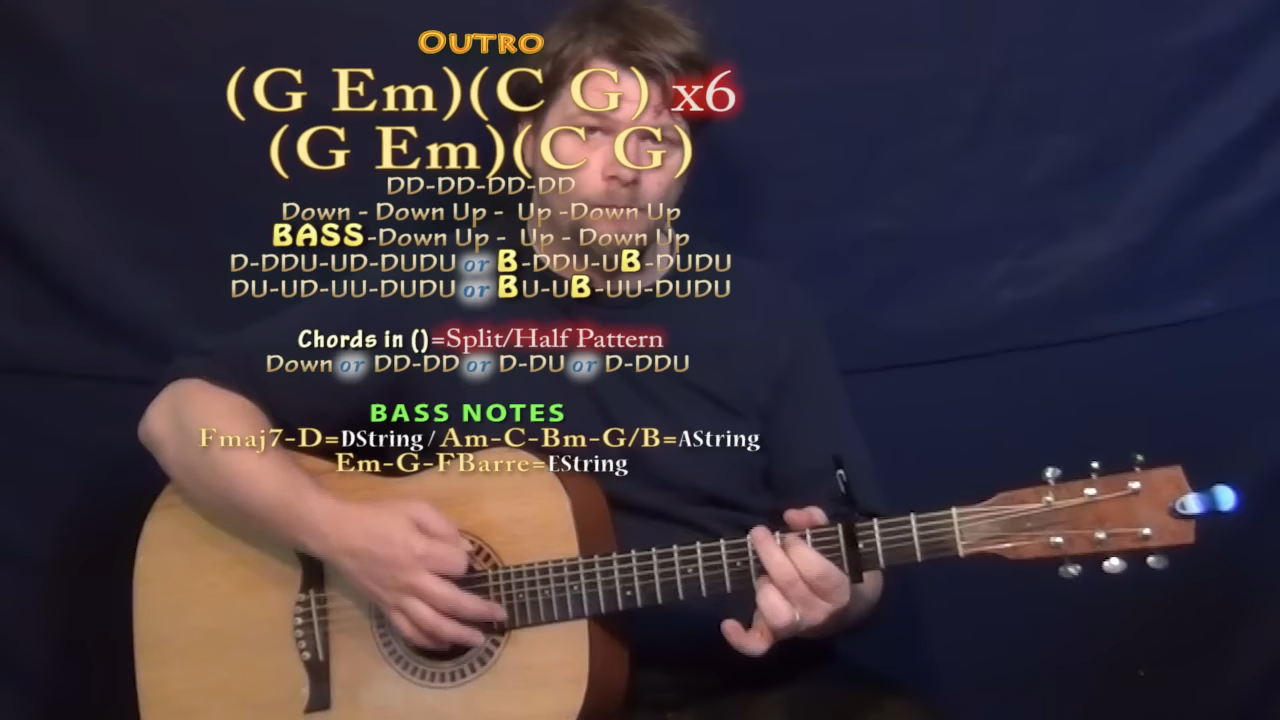 Outro
(G Em)(C G) x6
(G Em)(C G)
DD-DD-DD-DD
Down - Down Up - Up -Down Up
BASS-Down Up - Up - Down Up
D-DDU-UD-DUDU or B-DDU-UB-DUDU
DU-UD-UU-DUDU or BU-UB-UU-DUDU
Chords in ()=Split/Half Pattern
Down or DD-DD or D-DU or D-DDU
BASS NOTES
Fmaj7-D=DString / Am-C-Bm-G/B=AString
Em-G-FBarre=EString